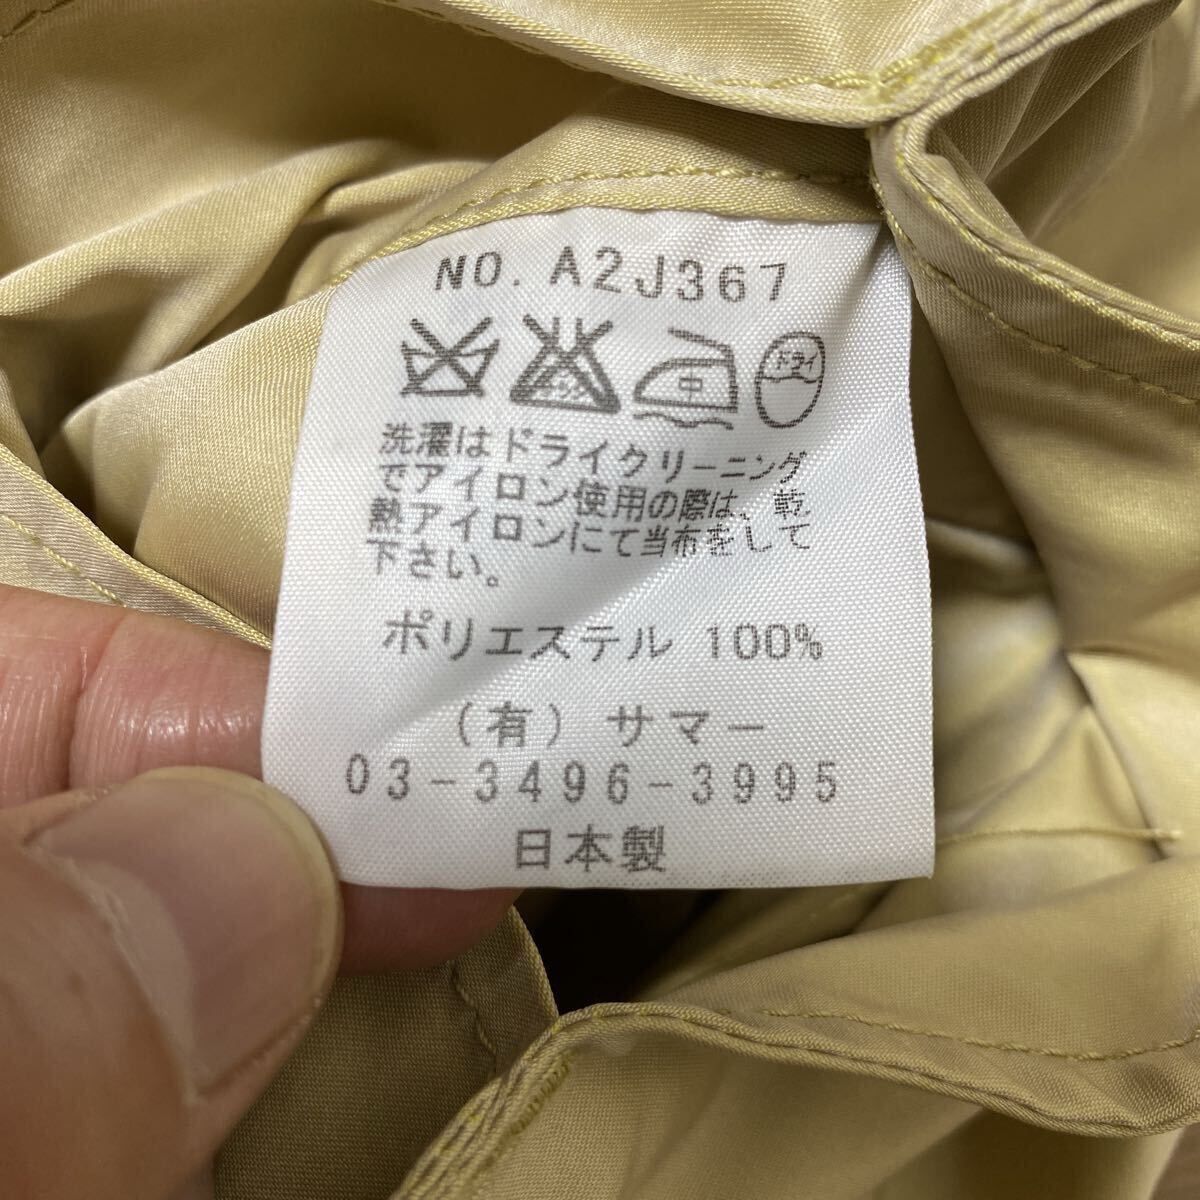 NO. A2J367
中 ドライ
洗濯はドライクリーニング
でアイロン使用の際は、乾
熱アイロンにて当布をして
下さい。
ポリエステル 100%
(有) サマー
03-3496-3995
日本製